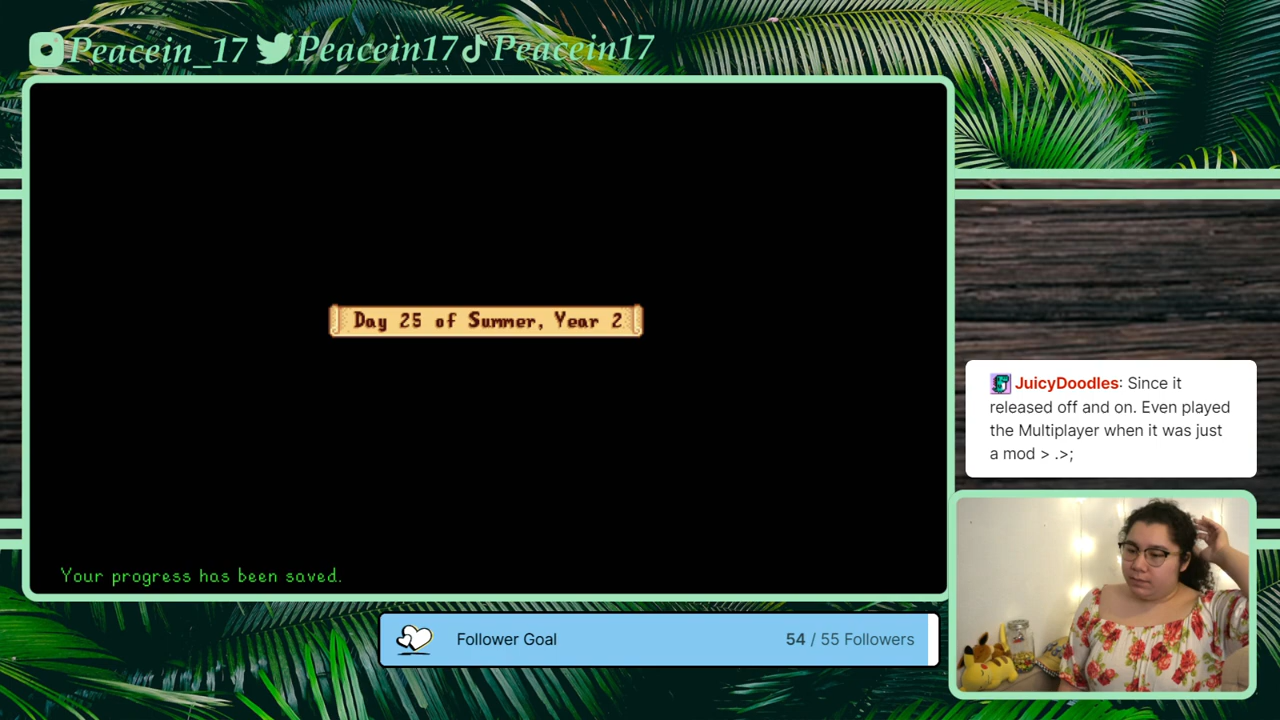 Peacein_17 Peacein17 Peacein17
Day 25 of Summer, Year 2
JuicyDoodles: Since it
released off and on. Even played
the Multiplayer when it was just
a mod > .>;
Your progress has been saved.
Follower Goal 54 / 55 Followers